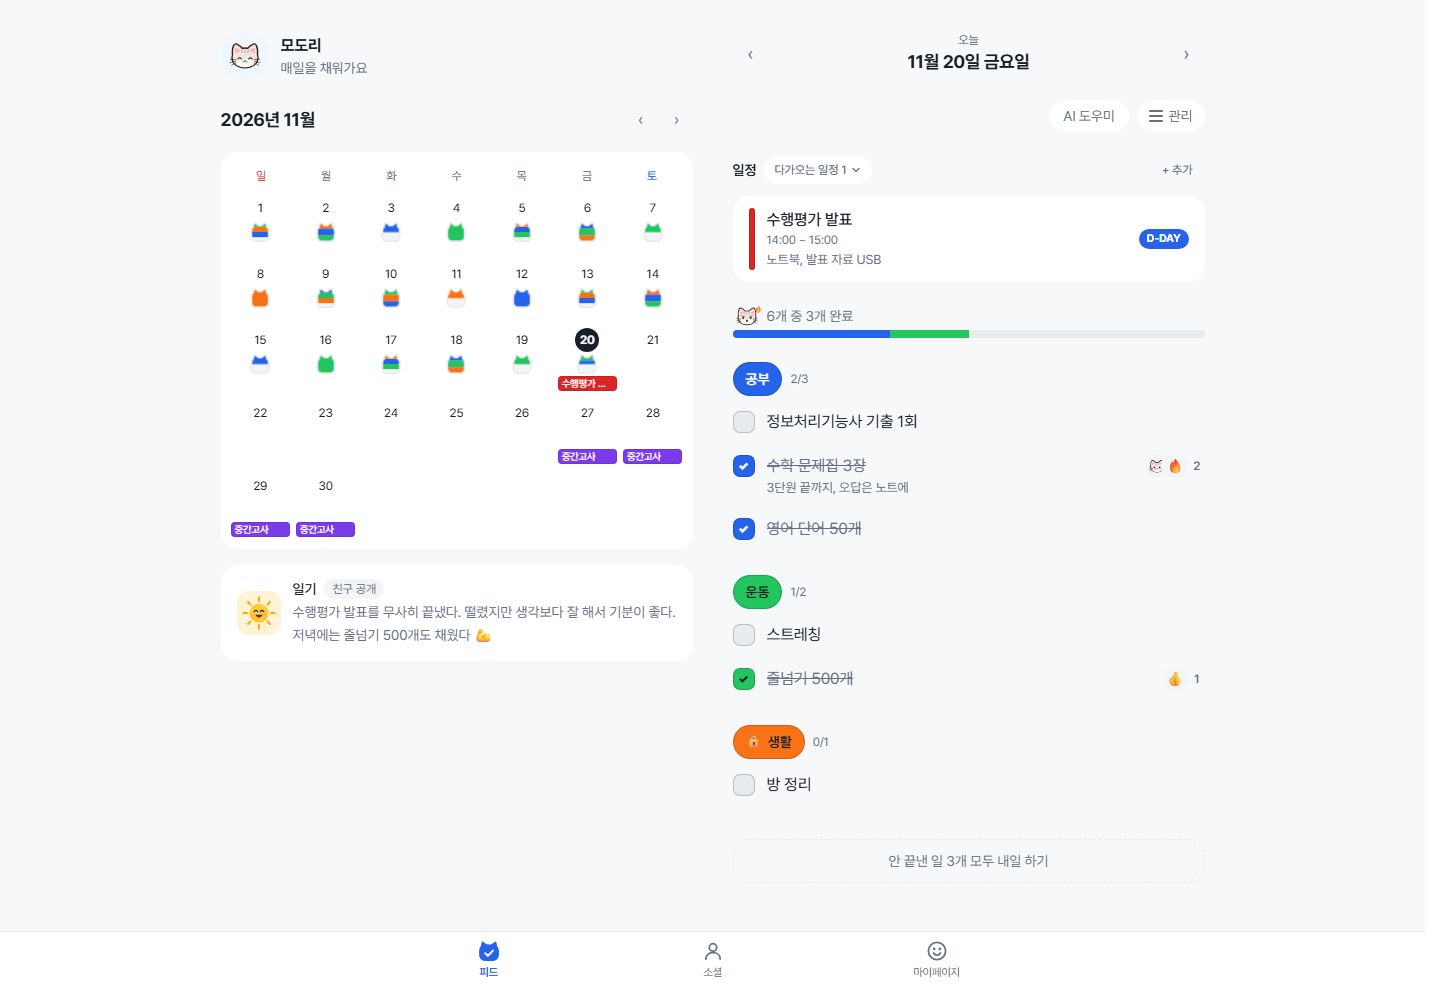 모도리
매일을 채워가요
2026년 11월
일 월 화 수 목 금 토
1 2 3 4 5 6 7
8 9 10 11 12 13 14
15 16 17 18 19 20 21
수행평가 ...
22 23 24 25 26 27 28
중간고사 중간고사
29 30
중간고사 중간고사
일기 친구 공개
수행평가 발표를 무사히 끝냈다. 떨렸지만 생각보다 잘 해서 기분이 좋다.
저녁에는 줄넘기 500개도 채웠다 💪
오늘
11월 20일 금요일
AI 도우미 관리
일정 다가오는 일정 1 + 추가
수행평가 발표
14:00 – 15:00
노트북, 발표 자료 USB
D-DAY
6개 중 3개 완료
공부 2/3
정보처리기능사 기출 1회
수학 문제집 3장 2
3단원 끝까지, 오답은 노트에
영어 단어 50개
운동 1/2
스트레칭
줄넘기 500개 1
생활 0/1
방 정리
안 끝낸 일 3개 모두 내일 하기
피드 소셜 마이페이지